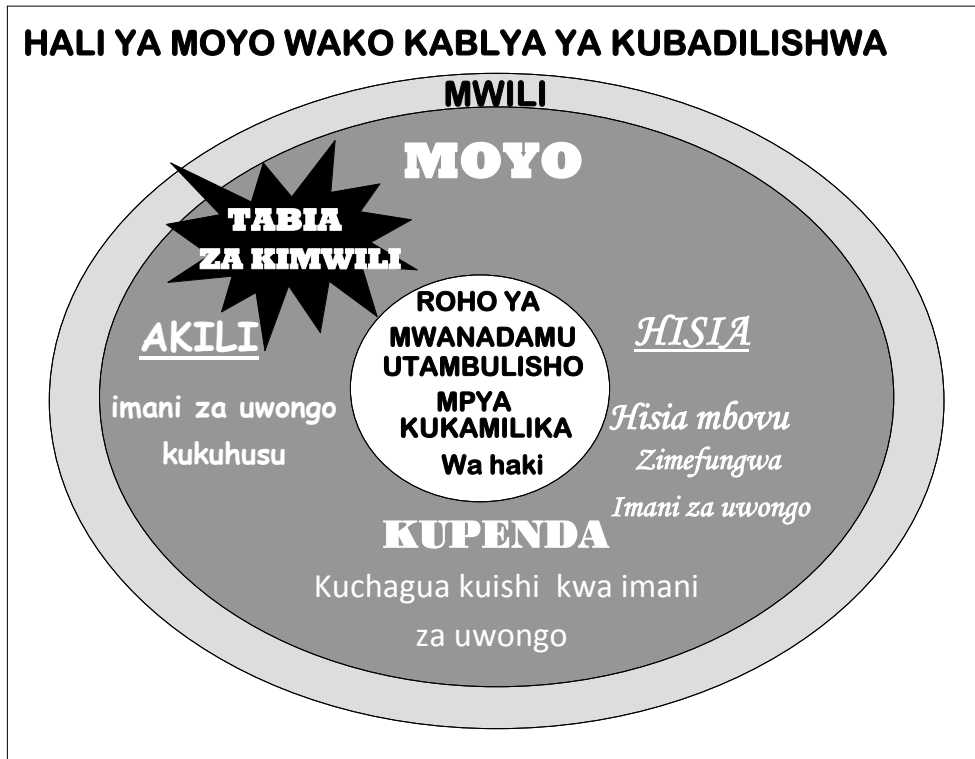 HALI YA MOYO WAKO KABLYA YA KUBADILISHWA
MWILI
MOYO
TABIA
ZA KIMWILI
AKILI
imani za uwongo
kukuhusu
ROHO YA
MWANADAMU
UTAMBULISHO
MPYA
KUKAMILIKA
Wa haki
HISIA
Hisia mbovu
Zimefungwa
Imani za uwongo
KUPENDA
Kuchagua kuishi kwa imani
za uwongo